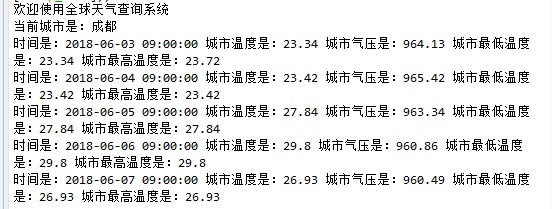 欢迎使用全球天气查询系统
当前城市是: 成都
时间是: 2018-06-03 09:00:00 城市温度是: 23.34 城市气压是: 964.13 城市最低温度
是: 23.34 城市最高温度是: 23.72
时间是: 2018-06-04 09:00:00 城市温度是: 23.42 城市气压是: 965.42 城市最低温度
是: 23.42 城市最高温度是: 23.42
时间是: 2018-06-05 09:00:00 城市温度是: 27.84 城市气压是: 963.34 城市最低温度
是: 27.84 城市最高温度是: 27.84
时间是: 2018-06-06 09:00:00 城市温度是: 29.8 城市气压是: 960.86 城市最低温度
是: 29.8 城市最高温度是: 29.8
时间是: 2018-06-07 09:00:00 城市温度是: 26.93 城市气压是: 960.49 城市最低温度
是: 26.93 城市最高温度是: 26.93